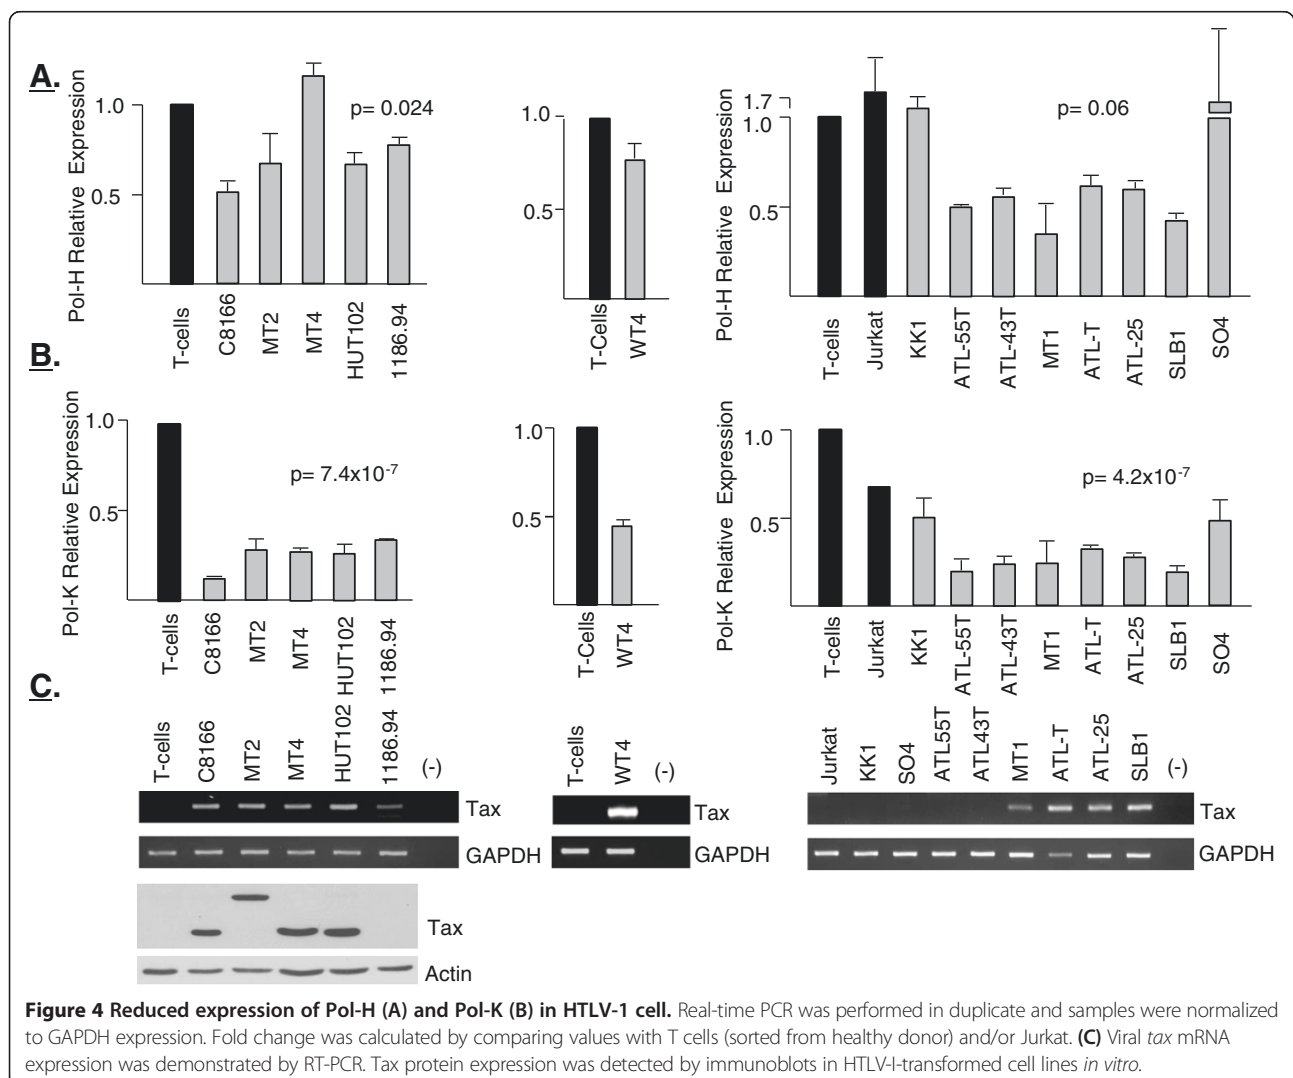 A.
Pol-H Relative Expression
1.0
0.5
p= 0.024
T-cells
C8166
MT2
MT4
HUT102
1186.94
1.0
0.5
T-Cells
WT4
Pol-H Relative Expression
1.7
1.0
0.5
p= 0.06
T-cells
Jurkat
KK1
ATL-55T
ATL-43T
MT1
ATL-T
ATL-25
SLB1
SO4
B.
Pol-K Relative Expression
1.0
0.5
p= 7.4x10-7
T-cells
C8166
MT2
MT4
HUT102
1186.94
1.0
0.5
T-Cells
WT4
Pol-K Relative Expression
1.0
0.5
p= 4.2x10-7
T-cells
Jurkat
KK1
ATL-55T
ATL-43T
MT1
ATL-T
ATL-25
SLB1
SO4
C.
T-cells
C8166
MT2
MT4
HUT102
1186.94
(-)
Tax
GAPDH
Tax
Actin
T-cells
WT4
(-)
Tax
GAPDH
Jurkat
KK1
SO4
ATL55T
ATL43T
MT1
ATL-T
ATL-25
SLB1
(-)
Tax
GAPDH
Figure 4 Reduced expression of Pol-H (A) and Pol-K (B) in HTLV-1 cell. Real-time PCR was performed in duplicate and samples were normalized
to GAPDH expression. Fold change was calculated by comparing values with T cells (sorted from healthy donor) and/or Jurkat. (C) Viral tax mRNA
expression was demonstrated by RT-PCR. Tax protein expression was detected by immunoblots in HTLV-I-transformed cell lines in vitro.